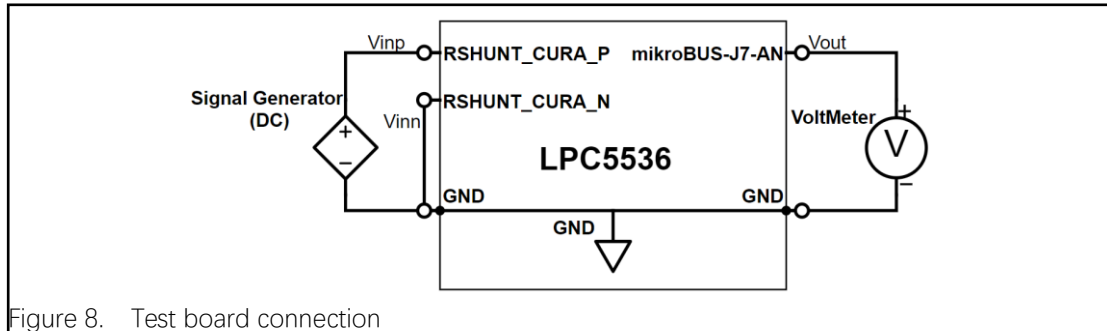 Vinp
RSHUNT_CURA_P
mikroBUS-J7-AN
Vout
Signal Generator
(DC)
+
−
Vinn
RSHUNT_CURA_N
VoltMeter
+
V
−
LPC5536
GND
GND
GND
Figure 8. Test board connection